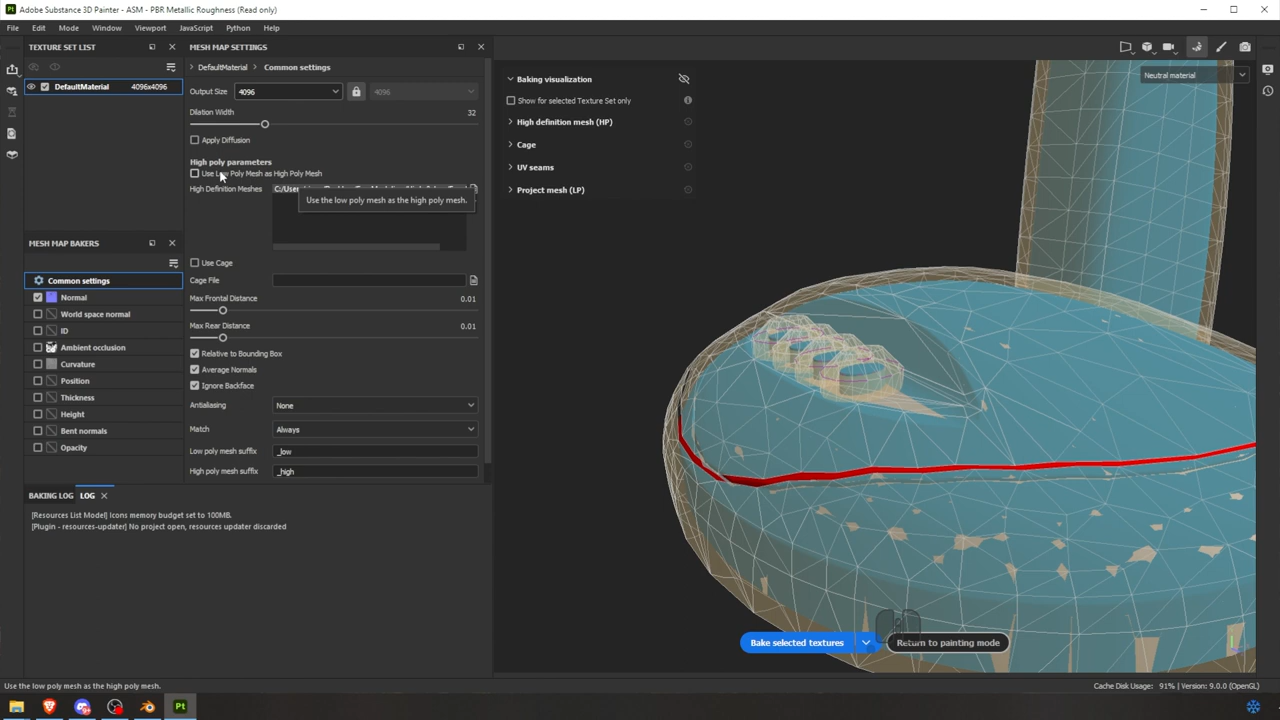 Adobe Substance 3D Painter - ASM - PBR Metallic Roughness (Read only)
File Edit Mode Window Viewport JavaScript Python Help
TEXTURE SET LIST
DefaultMaterial 4096x4096
MESH MAP BAKERS
Common settings
Normal
World space normal
ID
Ambient occlusion
Curvature
Position
Thickness
Height
Bent normals
Opacity
MESH MAP SETTINGS
DefaultMaterial > Common settings
Output Size 4096 4096
Dilation Width 32
Apply Diffusion
High poly parameters
Use Low Poly Mesh as High Poly Mesh
High Definition Meshes
Use the low poly mesh as the high poly mesh.
Use Cage
Cage File
Max Frontal Distance 0.01
Max Rear Distance 0.01
Relative to Bounding Box
Average Normals
Ignore Backface
Antialiasing None
Match Always
Low poly mesh suffix _low
High poly mesh suffix _high
BAKING LOG LOG
[Resources List Model] Icons memory budget set to 100MB.
[Plugin - resources-updater] No project open, resources updater discarded
Baking visualization
Show for selected Texture Set only
High definition mesh (HP)
Cage
UV seams
Project mesh (LP)
Neutral material
Bake selected textures
Return to painting mode
Use the low poly mesh as the high poly mesh.
Cache Disk Usage: 91% | Version: 9.0.0 (OpenGL)